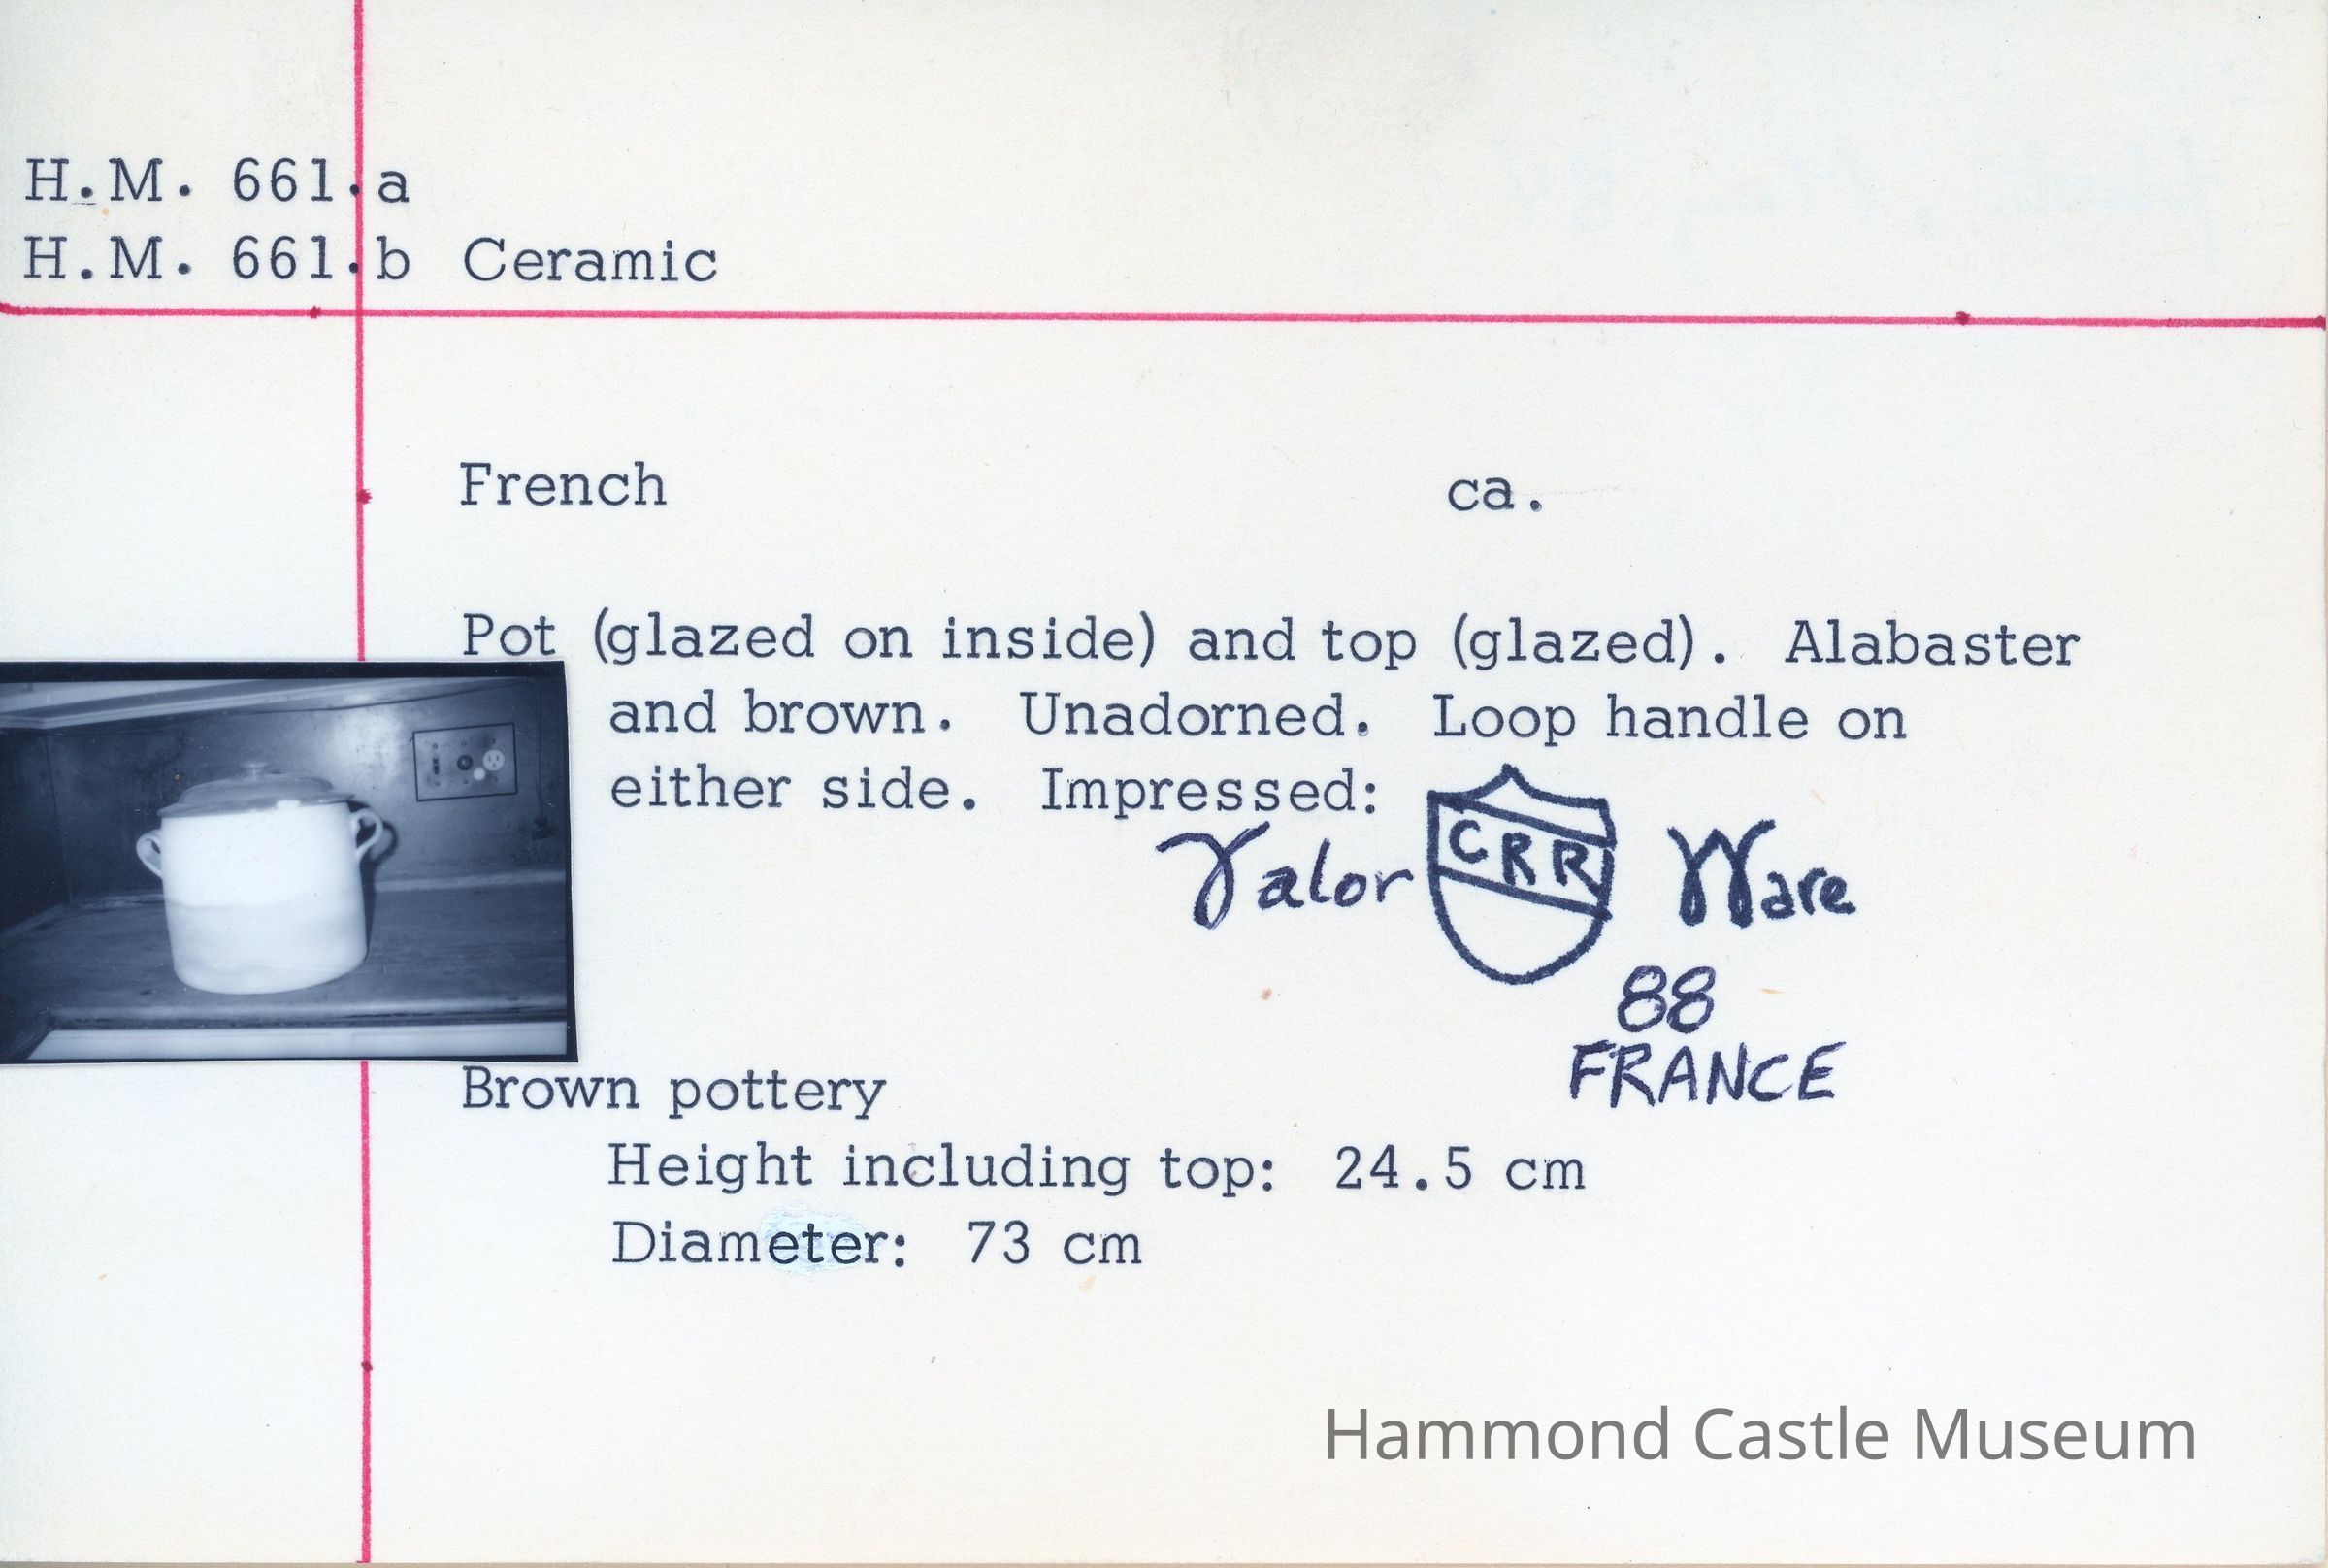 H.M. 661.a
H.M. 661.b Ceramic
French ca.
Pot (glazed on inside) and top (glazed). Alabaster
and brown. Unadorned. Loop handle on
either side. Impressed:
Valor CRR Ware
88
FRANCE
Brown pottery
Height including top: 24.5 cm
Diameter: 73 cm
Hammond Castle Museum